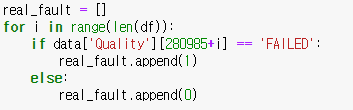 real_fault = []
for i in range(len(df)):
    if data['Quality'][280985+i] == 'FAILED':
        real_fault.append(1)
    else:
        real_fault.append(0)